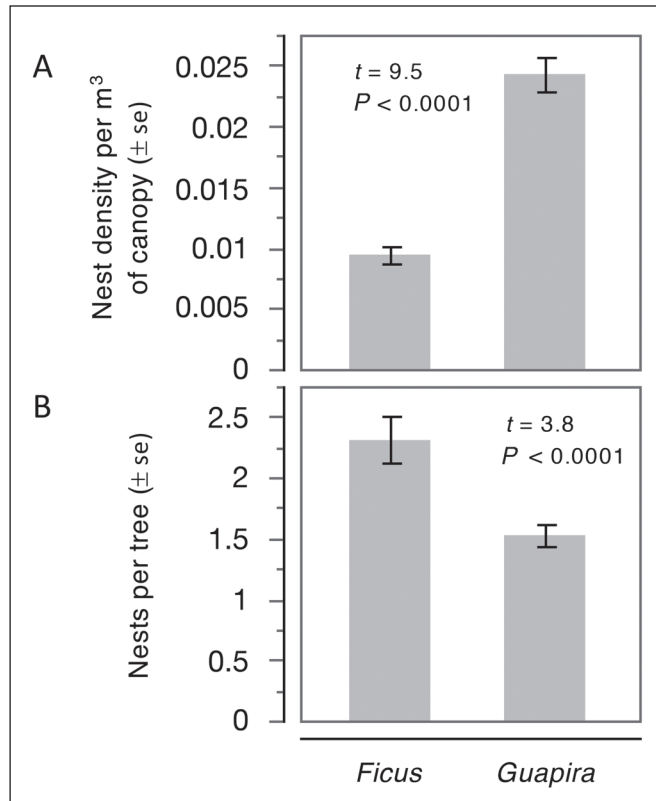 A
Nest density per m³
of canopy (± se)
0.025
0.02
0.015
0.01
0.005
0
t = 9.5
P < 0.0001
B
Nests per tree (± se)
2.5
2
1.5
1
0.5
0
t = 3.8
P < 0.0001
Ficus Guapira